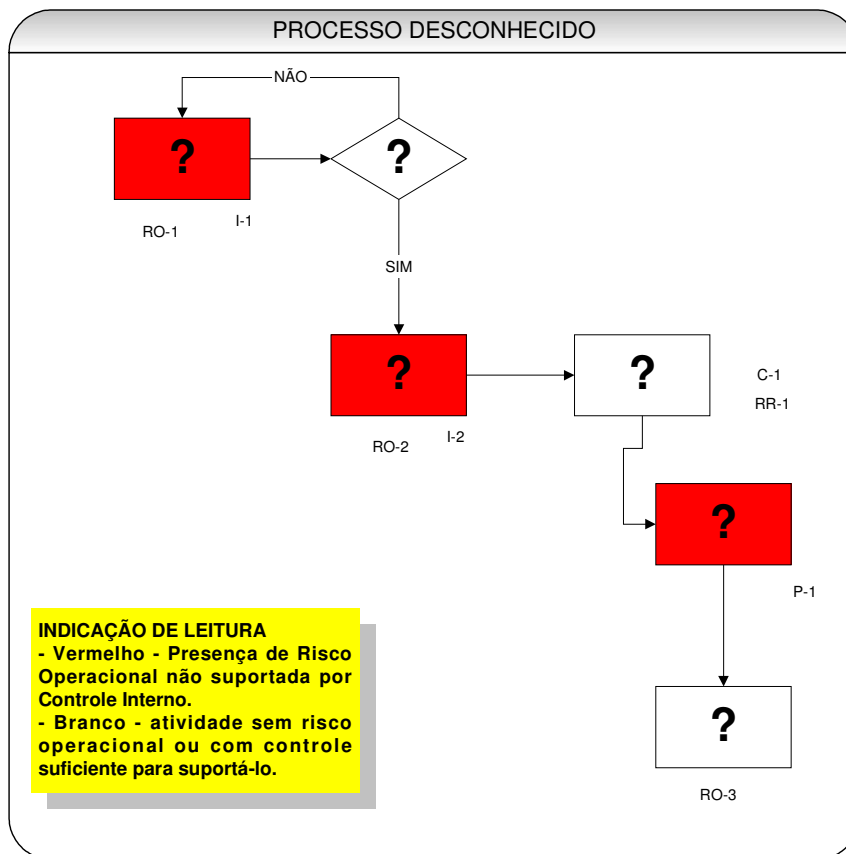 PROCESSO DESCONHECIDO
NÃO
?
?
I-1
RO-1
SIM
?
?
C-1
RR-1
I-2
RO-2
?
P-1
INDICAÇÃO DE LEITURA
- Vermelho - Presença de Risco
Operacional não suportada por
Controle Interno.
- Branco - atividade sem risco
operacional ou com controle
suficiente para suportá-lo.
?
RO-3